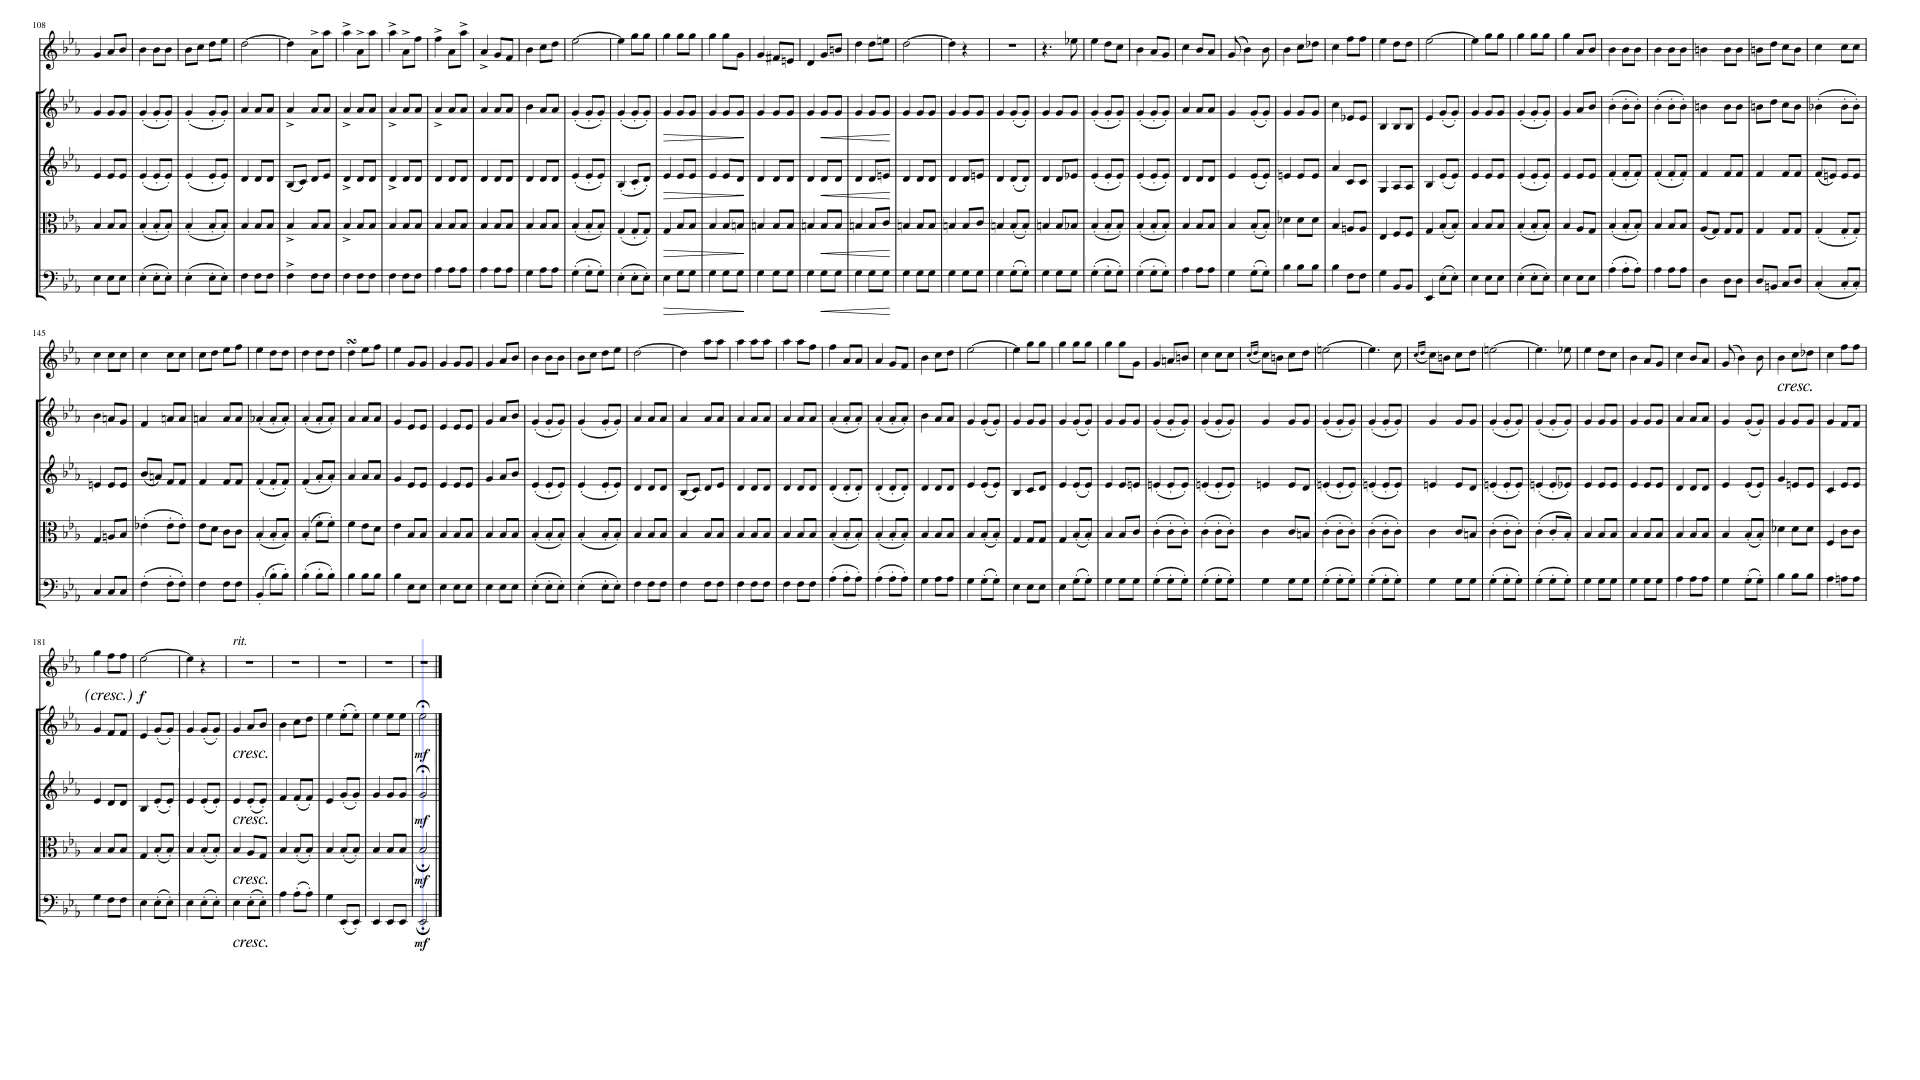 108
145
cresc.
181
rit.
(cresc.) f
cresc. mf
cresc. mf
cresc. mf
cresc. mf